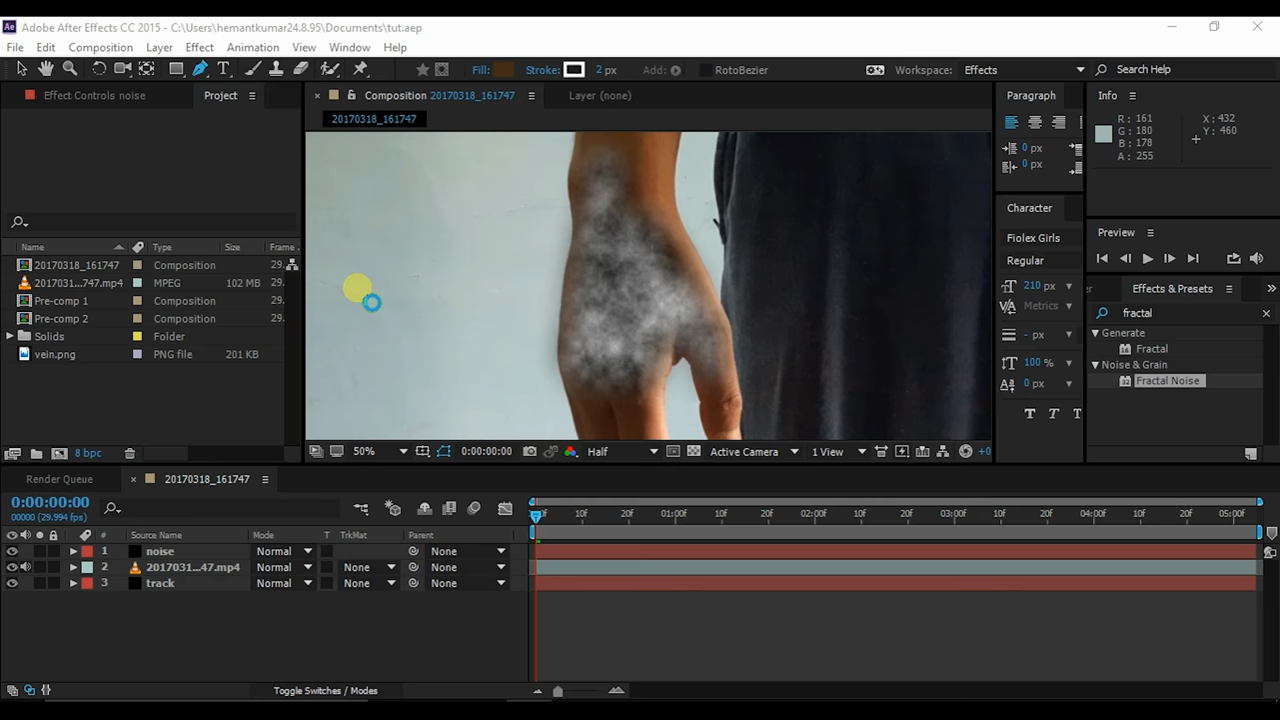 Adobe After Effects CC 2015 - C:\Users\hemantkumar24.8.95\Documents\tut.aep
File Edit Composition Layer Effect Animation View Window Help
Fill: Stroke: 2 px Add: RotoBezier Workspace: Effects Search Help
Effect Controls noise Project Composition 20170318_161747 Layer (none) Paragraph Info
20170318_161747
R: 161 X: 432
G: 180 Y: 460
B: 178
A: 255
0 px
0 px
Character
Preview
Fiolex Girls
Regular
210 px Effects & Presets
Metrics fractal
- px Generate
Fractal
100 % Noise & Grain
0 px Fractal Noise
T T T
Name Type Size Frame ...
20170318_161747 Composition 29.
2017031...747.mp4 MPEG 102 MB 29.
Pre-comp 1 Composition 29.
Pre-comp 2 Composition 29.
Solids Folder
vein.png PNG file 201 KB
8 bpc
50% 0:00:00:00 Half Active Camera 1 View +0
Render Queue 20170318_161747
0:00:00:00
00000 (29.994 fps)
10f 20f 01:00f 10f 20f 02:00f 10f 20f 03:00f 10f 20f 04:00f 10f 20f 05:00f
# Source Name Mode T TrkMat Parent
1 noise Normal None
2 2017031...47.mp4 Normal None None
3 track Normal None None
Toggle Switches / Modes